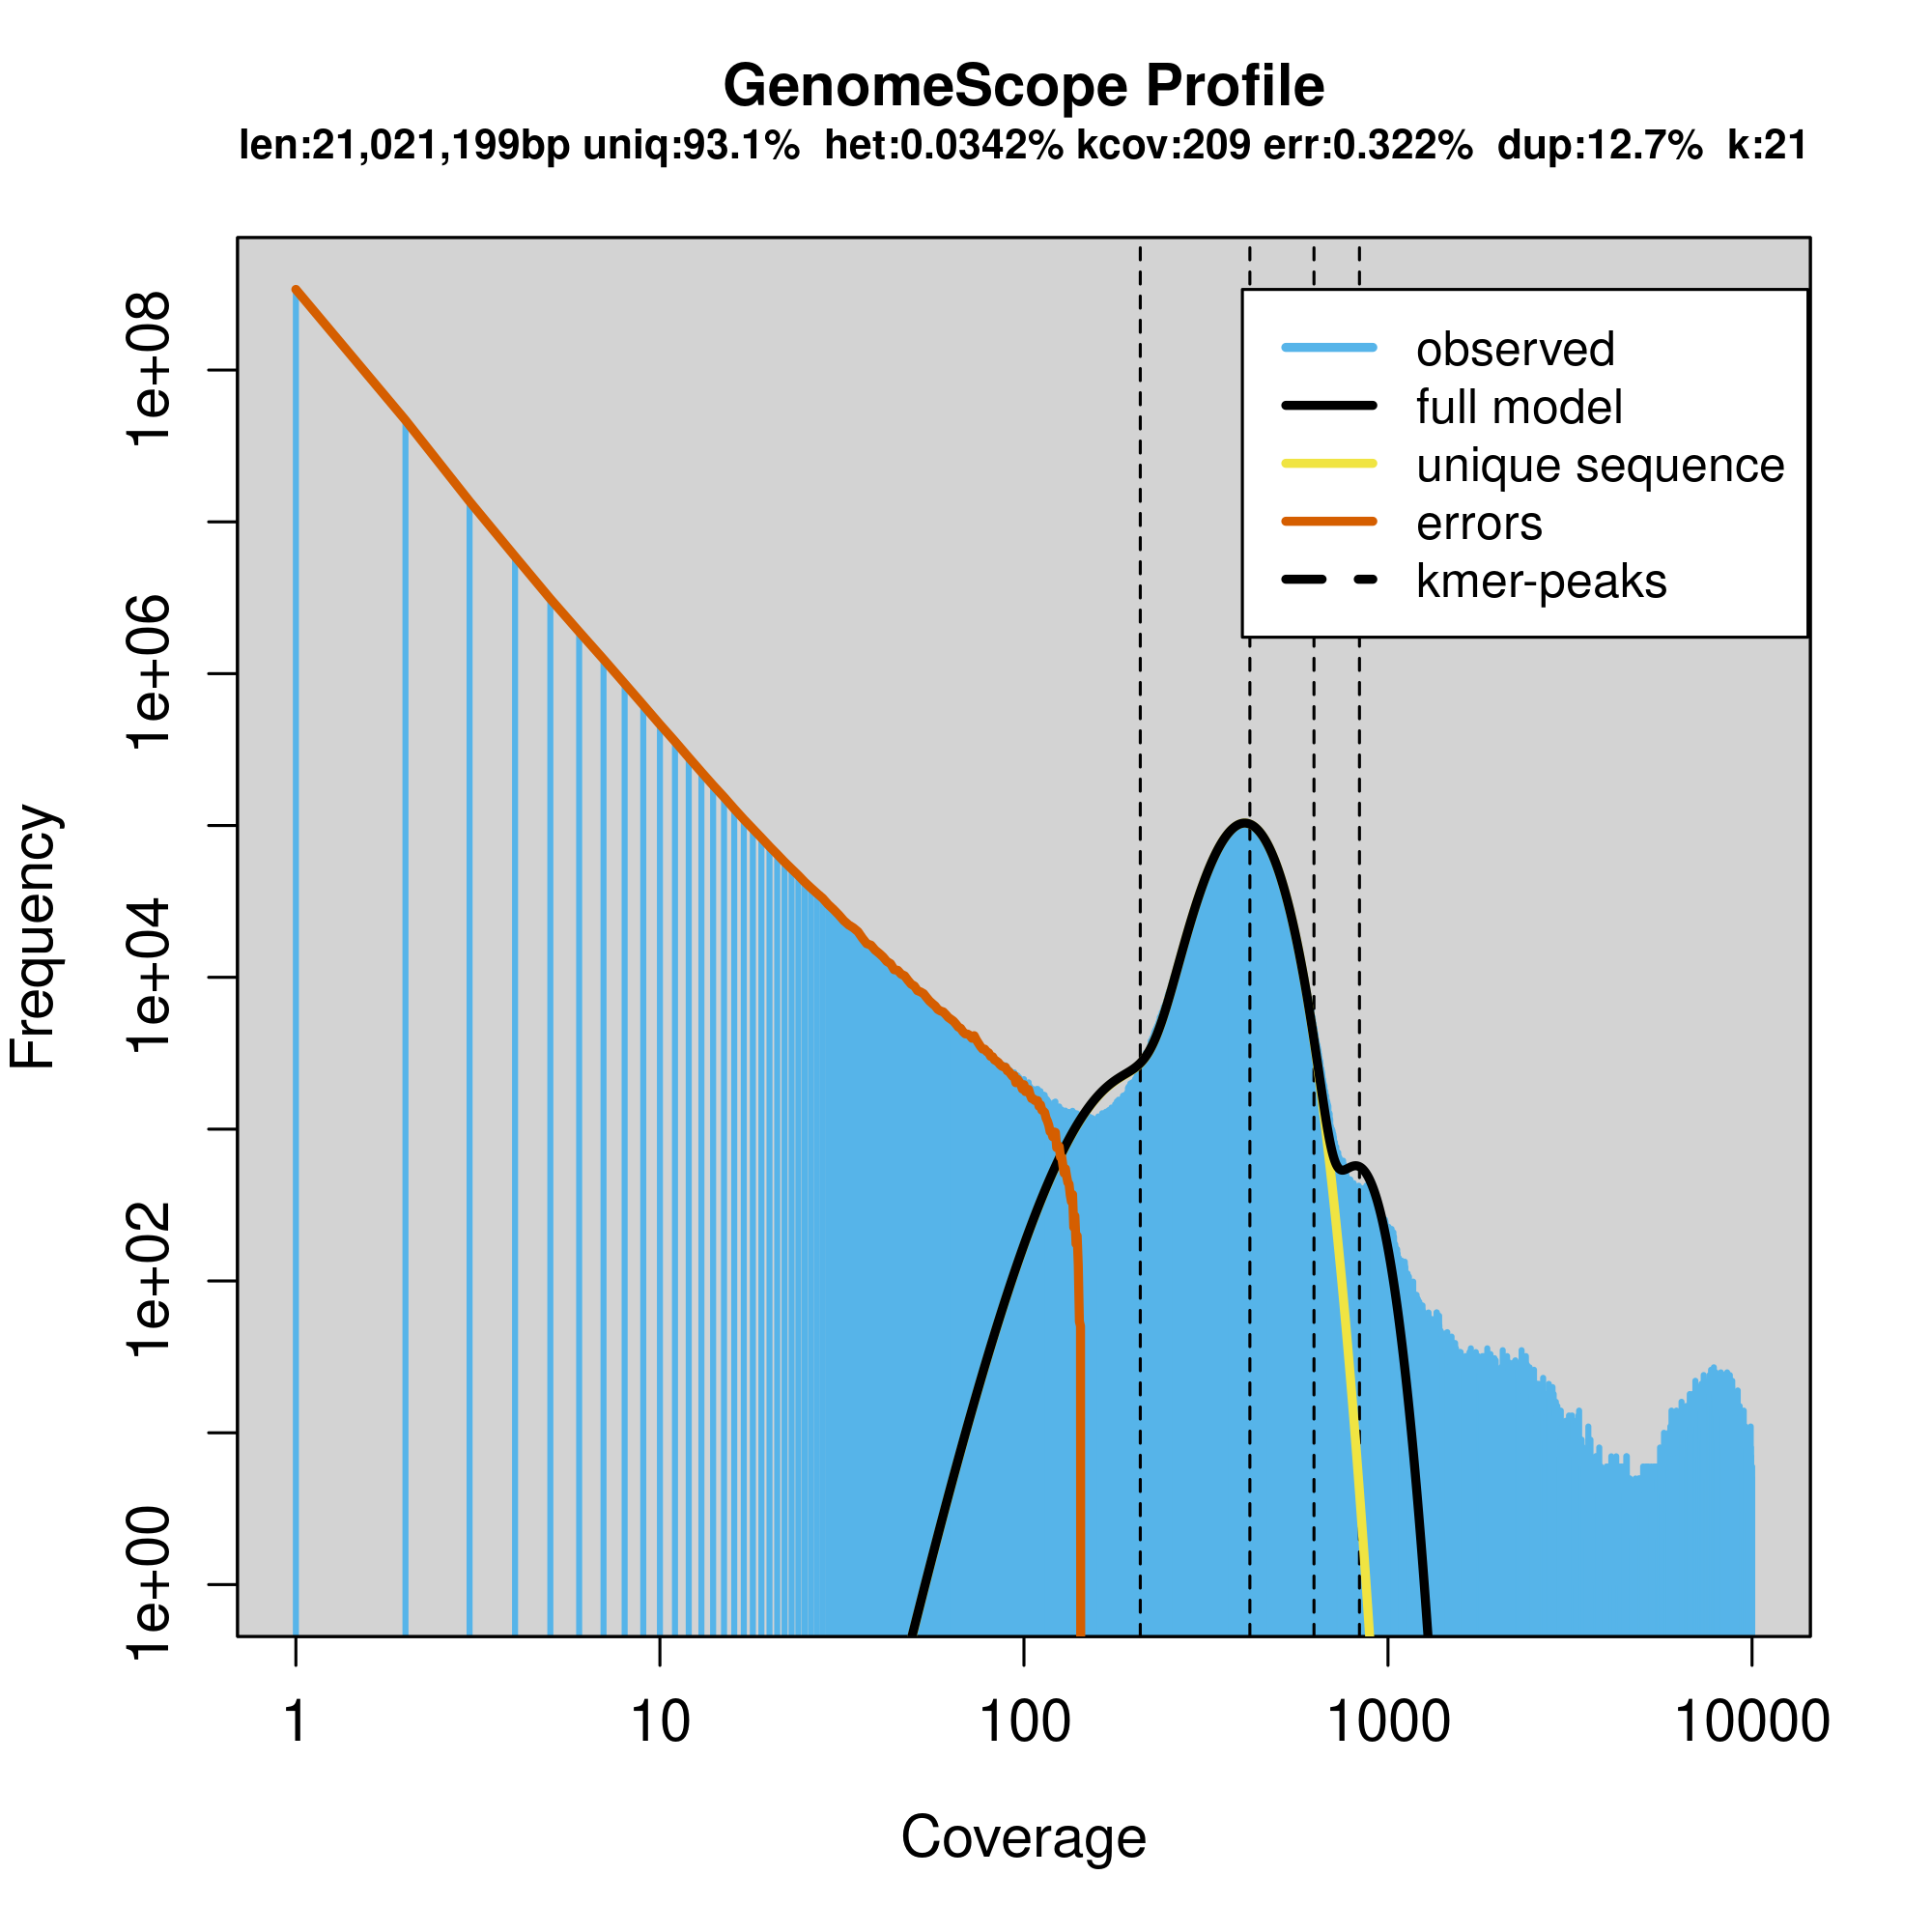 GenomeScope Profile
len:21,021,199bp uniq:93.1% het:0.0342% kcov:209 err:0.322% dup:12.7% k:21
observed
full model
unique sequence
errors
kmer-peaks
Frequency
1e+08
1e+06
1e+04
1e+02
1e+00
1 10 100 1000 10000
Coverage